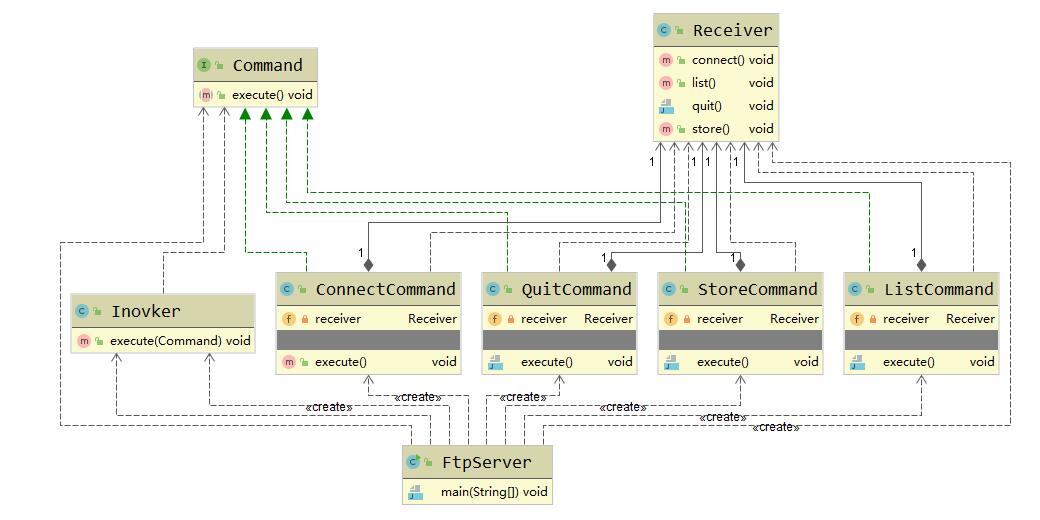 Receiver
connect() void
list() void
quit() void
store() void
Command
execute() void
1
1
1
1
1
1
1
1
Inovker
execute(Command) void
ConnectCommand
receiver Receiver
execute() void
QuitCommand
receiver Receiver
execute() void
StoreCommand
receiver Receiver
execute() void
ListCommand
receiver Receiver
execute() void
«create»
«create»
«create»
«create»
«create»
FtpServer
main(String[]) void